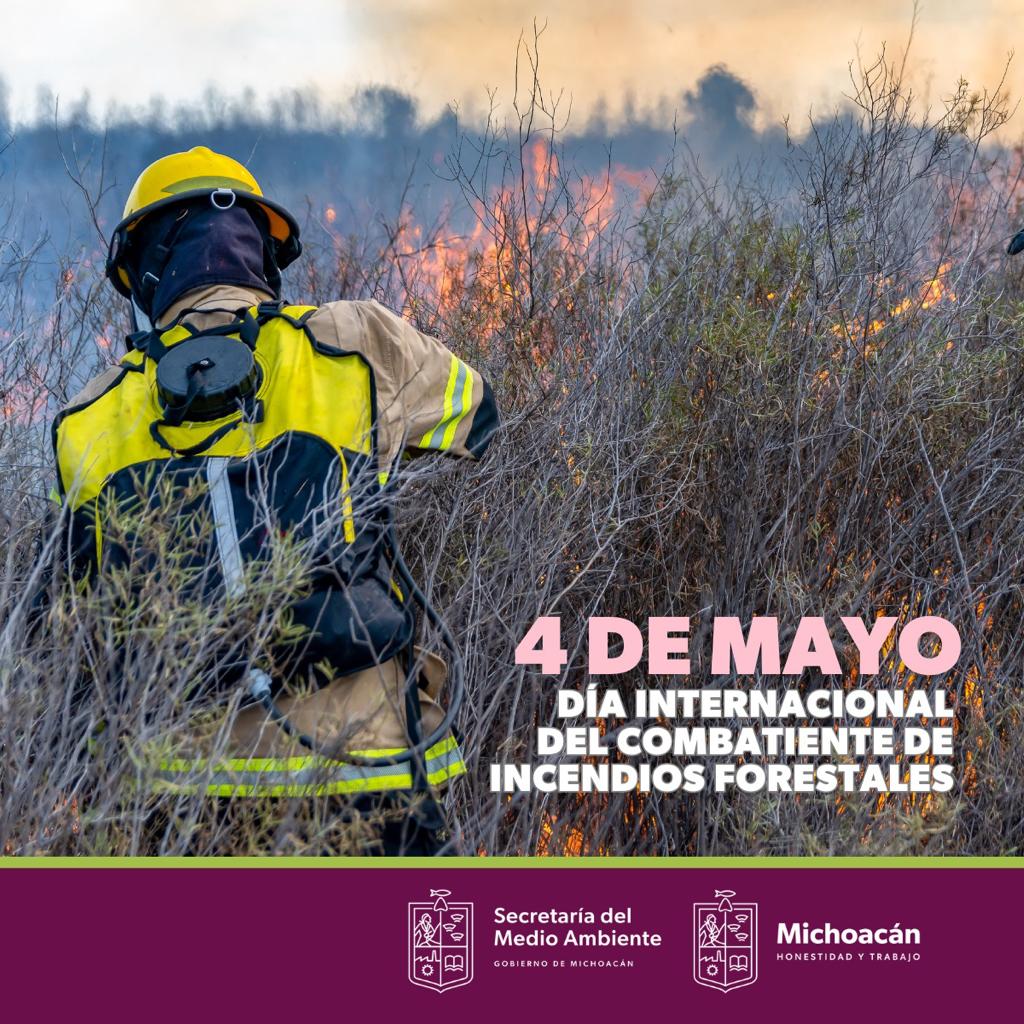 4 DE MAYO
DÍA INTERNACIONAL
DEL COMBATIENTE DE
INCENDIOS FORESTALES
Secretaría del
Medio Ambiente
GOBIERNO DE MICHOACÁN
Michoacán
HONESTIDAD Y TRABAJO